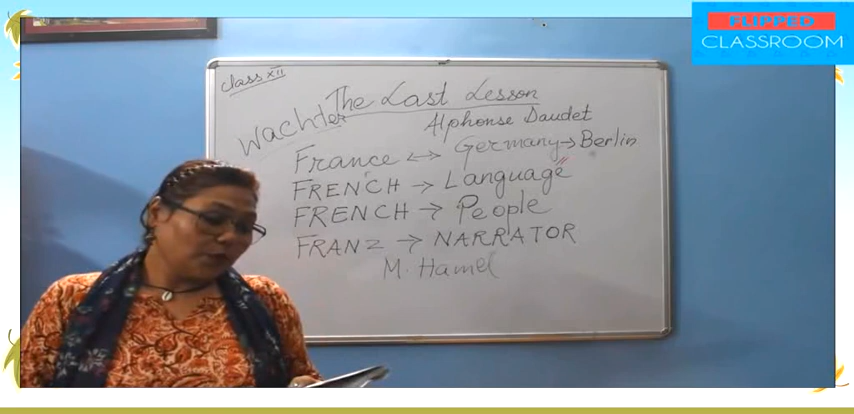 FLIPPED
CLASSROOM
Class XII
The Last Lesson
Alphonse Daudet
Wachter
France ↔ Germany → Berlin
FRENCH → Language
FRENCH → People
FRANZ → NARRATOR
M. Hamel